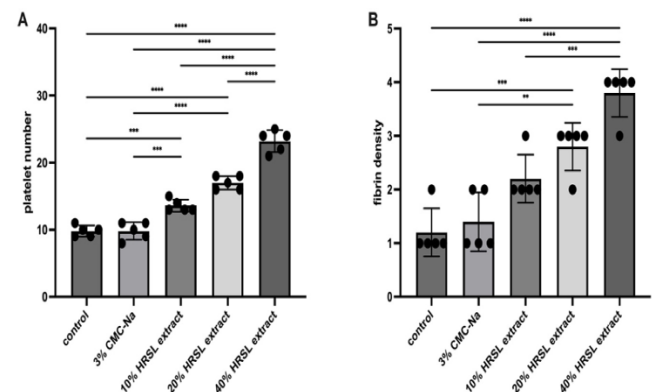 A
platelet number
40
30
20
10
0
****
****
****
****
****
****
***
***
control
3% CMC-Na
10% HRSL extract
20% HRSL extract
40% HRSL extract
B
fibrin density
5
4
3
2
1
0
****
****
***
***
**
control
3% CMC-Na
10% HRSL extract
20% HRSL extract
40% HRSL extract